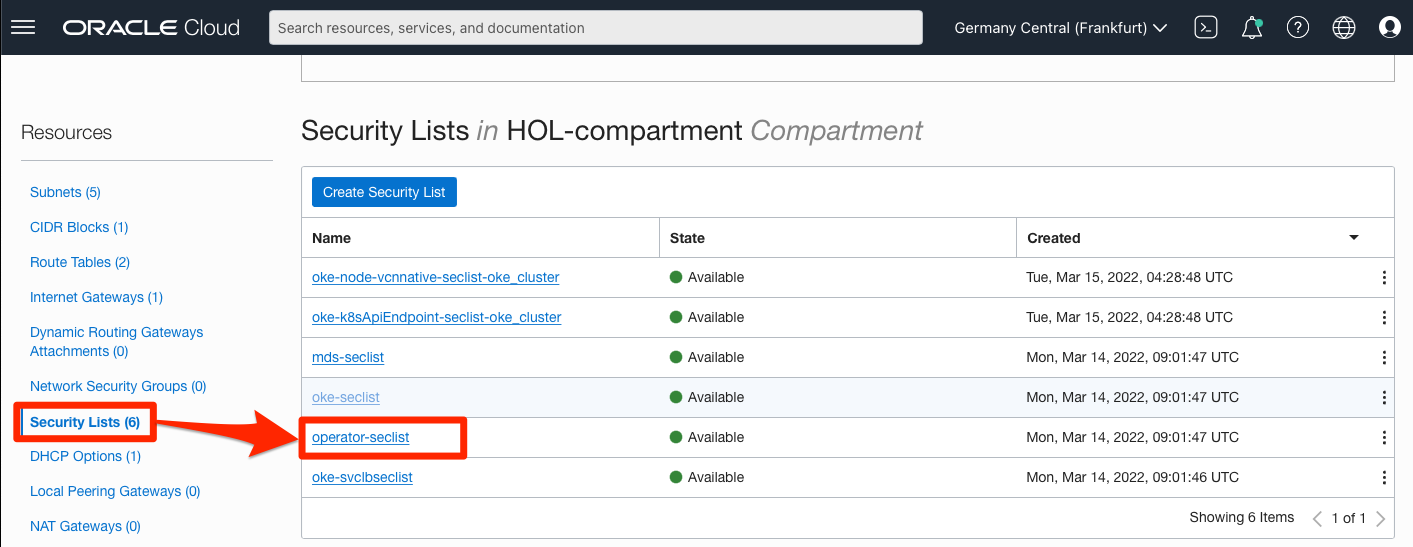 ORACLE Cloud
Search resources, services, and documentation
Germany Central (Frankfurt)
Resources
Subnets (5)
CIDR Blocks (1)
Route Tables (2)
Internet Gateways (1)
Dynamic Routing Gateways
Attachments (0)
Network Security Groups (0)
Security Lists (6)
DHCP Options (1)
Local Peering Gateways (0)
NAT Gateways (0)
Security Lists in HOL-compartment Compartment
Create Security List
Name State Created
oke-node-vcnnative-seclist-oke_cluster Available Tue, Mar 15, 2022, 04:28:48 UTC
oke-k8sApiEndpoint-seclist-oke_cluster Available Tue, Mar 15, 2022, 04:28:48 UTC
mds-seclist Available Mon, Mar 14, 2022, 09:01:47 UTC
oke-seclist Available Mon, Mar 14, 2022, 09:01:47 UTC
operator-seclist Available Mon, Mar 14, 2022, 09:01:47 UTC
oke-svclbseclist Available Mon, Mar 14, 2022, 09:01:46 UTC
Showing 6 Items 1 of 1